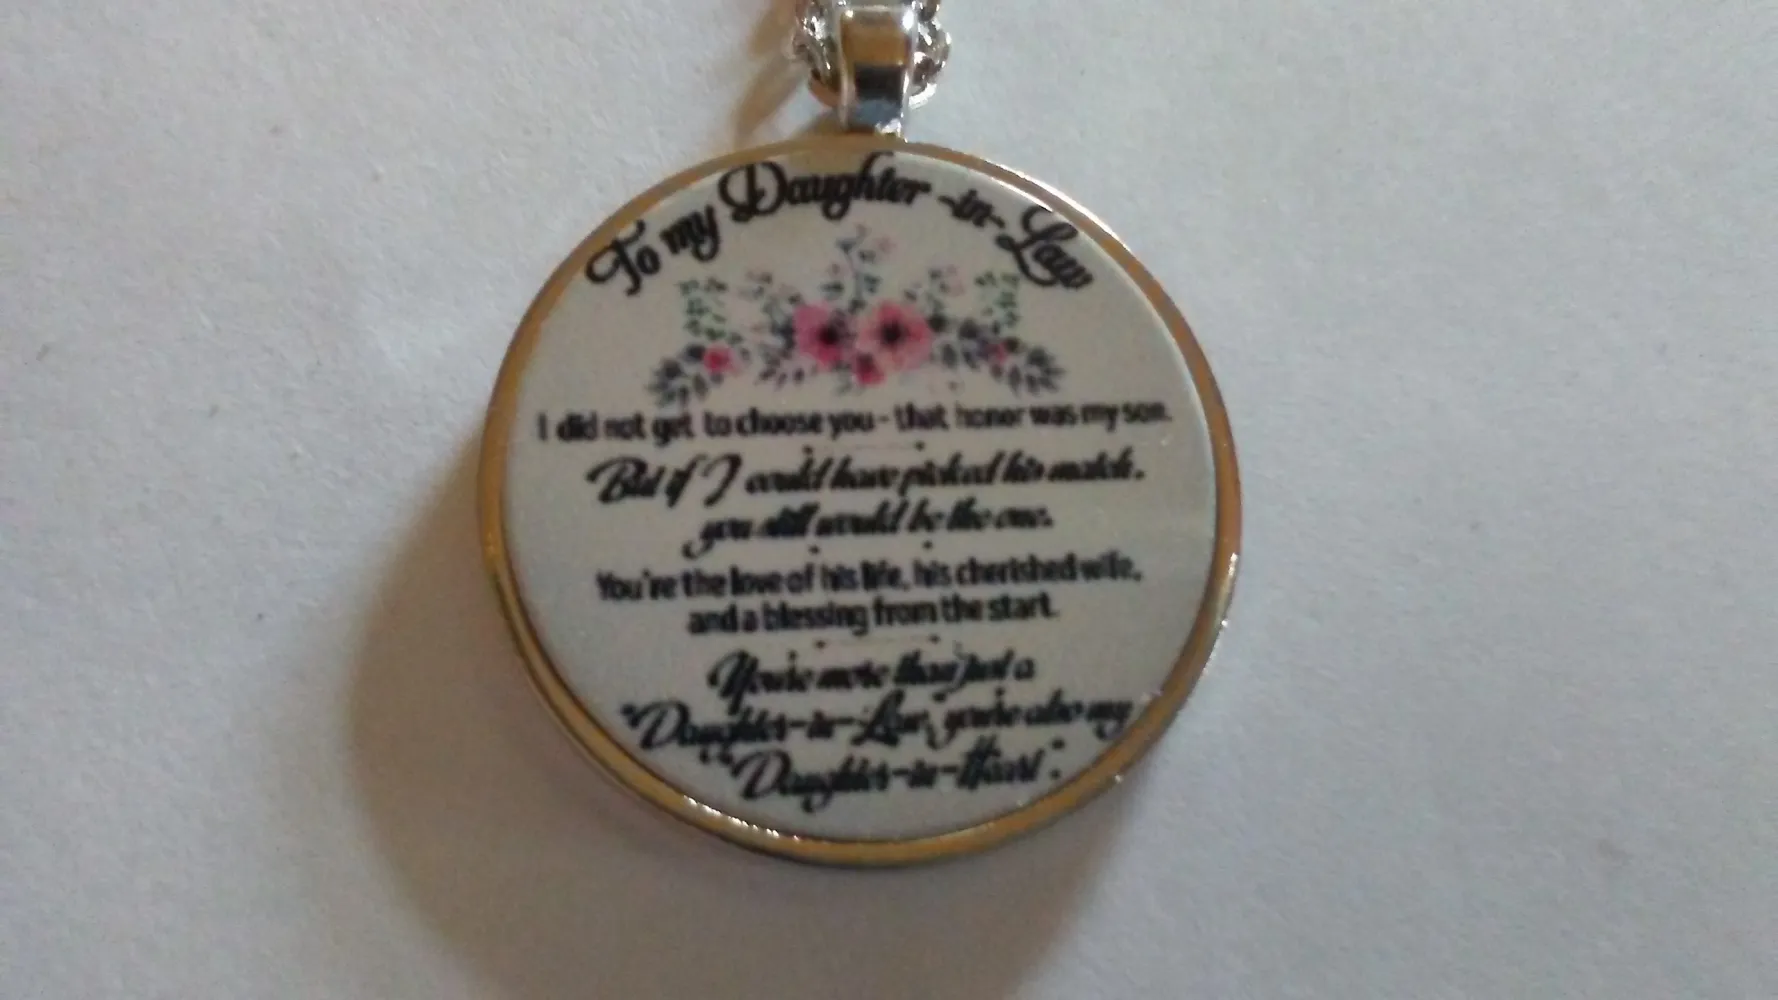 To my Daughter-in-Law
I did not get to choose you - that honor was my son.
But if I could have picked his match,
you still would be the one.
You're the love of his life, his cherished wife,
and a blessing from the start.
You're more than just a
"Daughter-in-Law, you're also my
"Daughter-in-Heart".